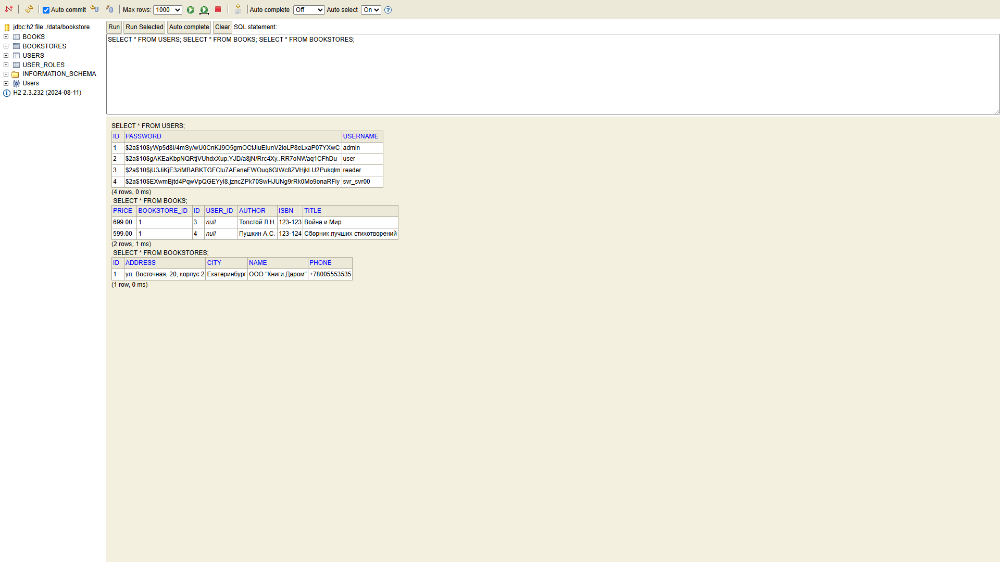 Auto commit Max rows: 1000 Auto complete Off Auto select On
jdbc:h2:file:./data/bookstore
BOOKS
BOOKSTORES
USERS
USER_ROLES
INFORMATION_SCHEMA
Users
H2 2.3.232 (2024-08-11)
Run Run Selected Auto complete Clear SQL statement:
SELECT * FROM USERS; SELECT * FROM BOOKS; SELECT * FROM BOOKSTORES;
SELECT * FROM USERS;
ID PASSWORD USERNAME
1 $2a$10$yWp5d8I/4mSy/wU0CnKJ9O5gmOCtJIuElunV2loLP8eLxaP07YXwC admin
2 $2a$10$gAKEaKbpNQRtjVUhdxXup.YJD/a8jN/Rrc4Xy..RR7oNWaq1CFhDu user
3 $2a$10$jU3JiKjE3ziMBABKTGFClu7AFaneFWOuq6GlWc8ZVHjkLU2Pukqlm reader
4 $2a$10$EXwmBjtd4PqwVpQGEYyl8.jzncZPk70SwHJUNg9rRk0Mo9onaRFiy svr_svr00
(4 rows, 0 ms)
SELECT * FROM BOOKS;
PRICE BOOKSTORE_ID ID USER_ID AUTHOR ISBN TITLE
699.00 1 3 null Толстой Л.Н. 123-123 Война и Мир
599.00 1 4 null Пушкин А.С. 123-124 Сборник лучших стихотворений
(2 rows, 1 ms)
SELECT * FROM BOOKSTORES;
ID ADDRESS CITY NAME PHONE
1 ул. Восточная, 20, корпус 2 Екатеринбург ООО "Книги Даром" +78005553535
(1 row, 0 ms)